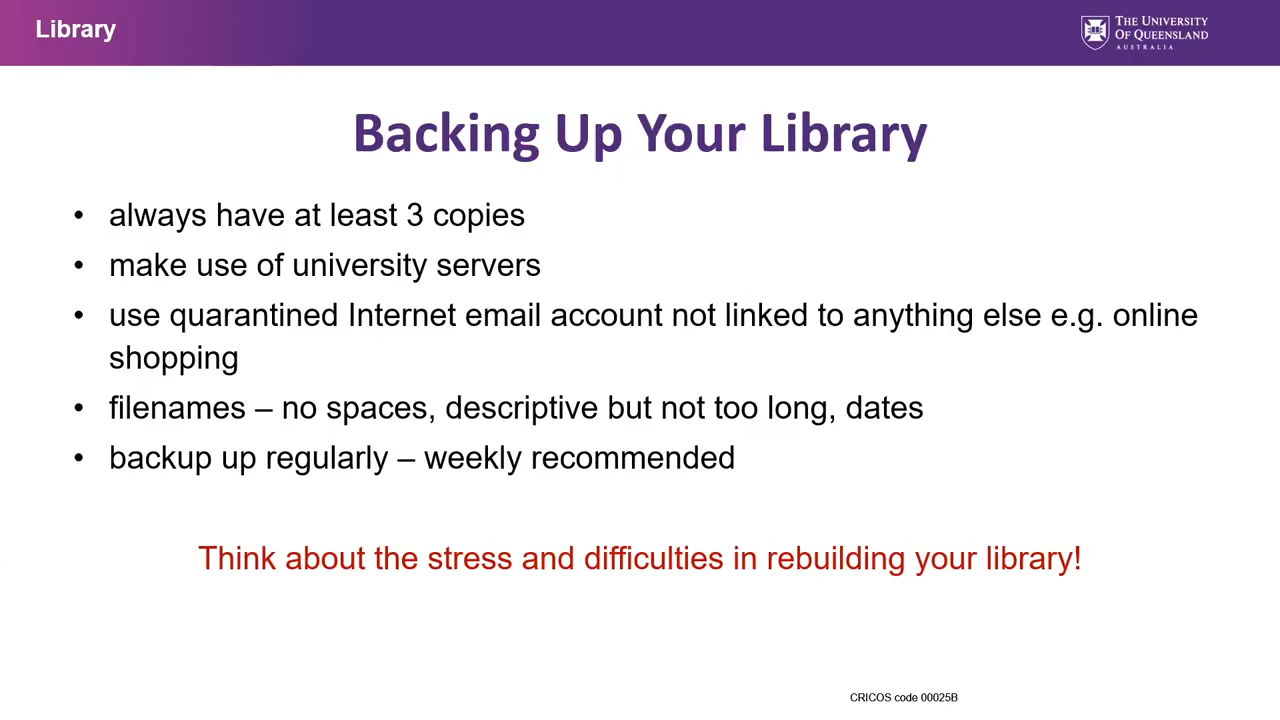 Library
THE UNIVERSITY
OF QUEENSLAND
AUSTRALIA
Backing Up Your Library
• always have at least 3 copies
• make use of university servers
• use quarantined Internet email account not linked to anything else e.g. online
shopping
• filenames – no spaces, descriptive but not too long, dates
• backup up regularly – weekly recommended
Think about the stress and difficulties in rebuilding your library!
CRICOS code 00025B